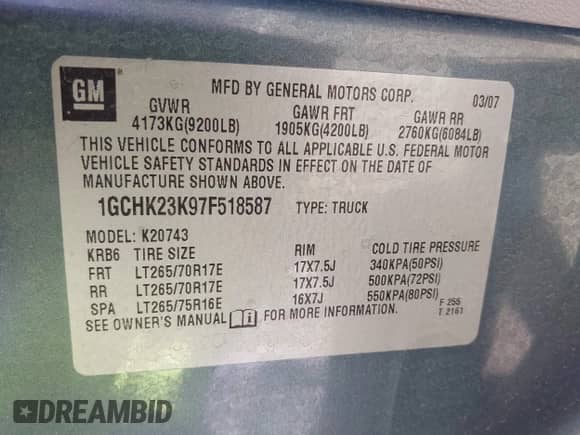 GM
MFD BY GENERAL MOTORS CORP. 03/07
GVWR GAWR FRT GAWR RR
4173KG(9200LB) 1905KG(4200LB) 2760KG(6084LB)
THIS VEHICLE CONFORMS TO ALL APPLICABLE U.S. FEDERAL MOTOR
VEHICLE SAFETY STANDARDS IN EFFECT ON THE DATE OF
MANUFACTURE SHOWN ABOVE.
1GCHK23K97F518587 TYPE: TRUCK
MODEL: K20743
KRB6 TIRE SIZE RIM COLD TIRE PRESSURE
FRT LT265/70R17E 17X7.5J 340KPA(50PSI)
RR LT265/70R17E 17X7.5J 500KPA(72PSI)
SPA LT265/75R16E 16X7J 550KPA(80PSI)
SEE OWNER'S MANUAL FOR MORE INFORMATION.
F 255
T 2161
DREAMBID